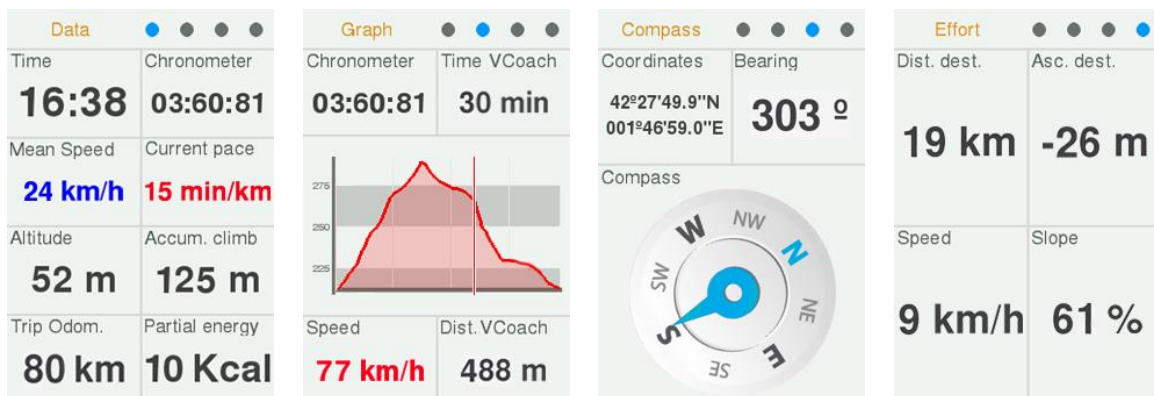 Data
Time
Chronometer
16:38
03:60:81
Mean Speed
Current pace
24 km/h
15 min/km
Altitude
Accum. climb
52 m
125 m
Trip Odom.
Partial energy
80 km
10 Kcal
Graph
Chronometer
Time VCoach
03:60:81
30 min
275
250
225
Speed
Dist.VCoach
77 km/h
488 m
Compass
Coordinates
Bearing
42º27'49.9"N
001º46'59.0"E
303 º
Compass
NW
W
N
SW
NE
S
E
SE
Effort
Dist. dest.
Asc. dest.
19 km
-26 m
Speed
Slope
9 km/h
61 %